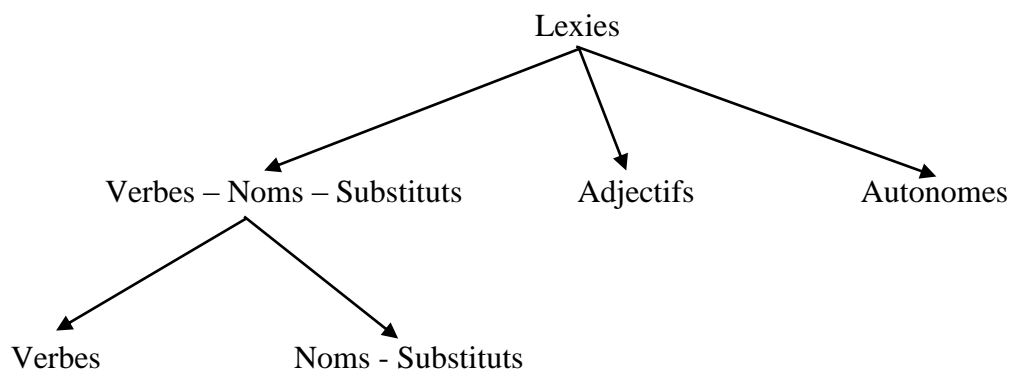 Lexies
Verbes – Noms – Substituts Adjectifs Autonomes
Verbes Noms - Substituts